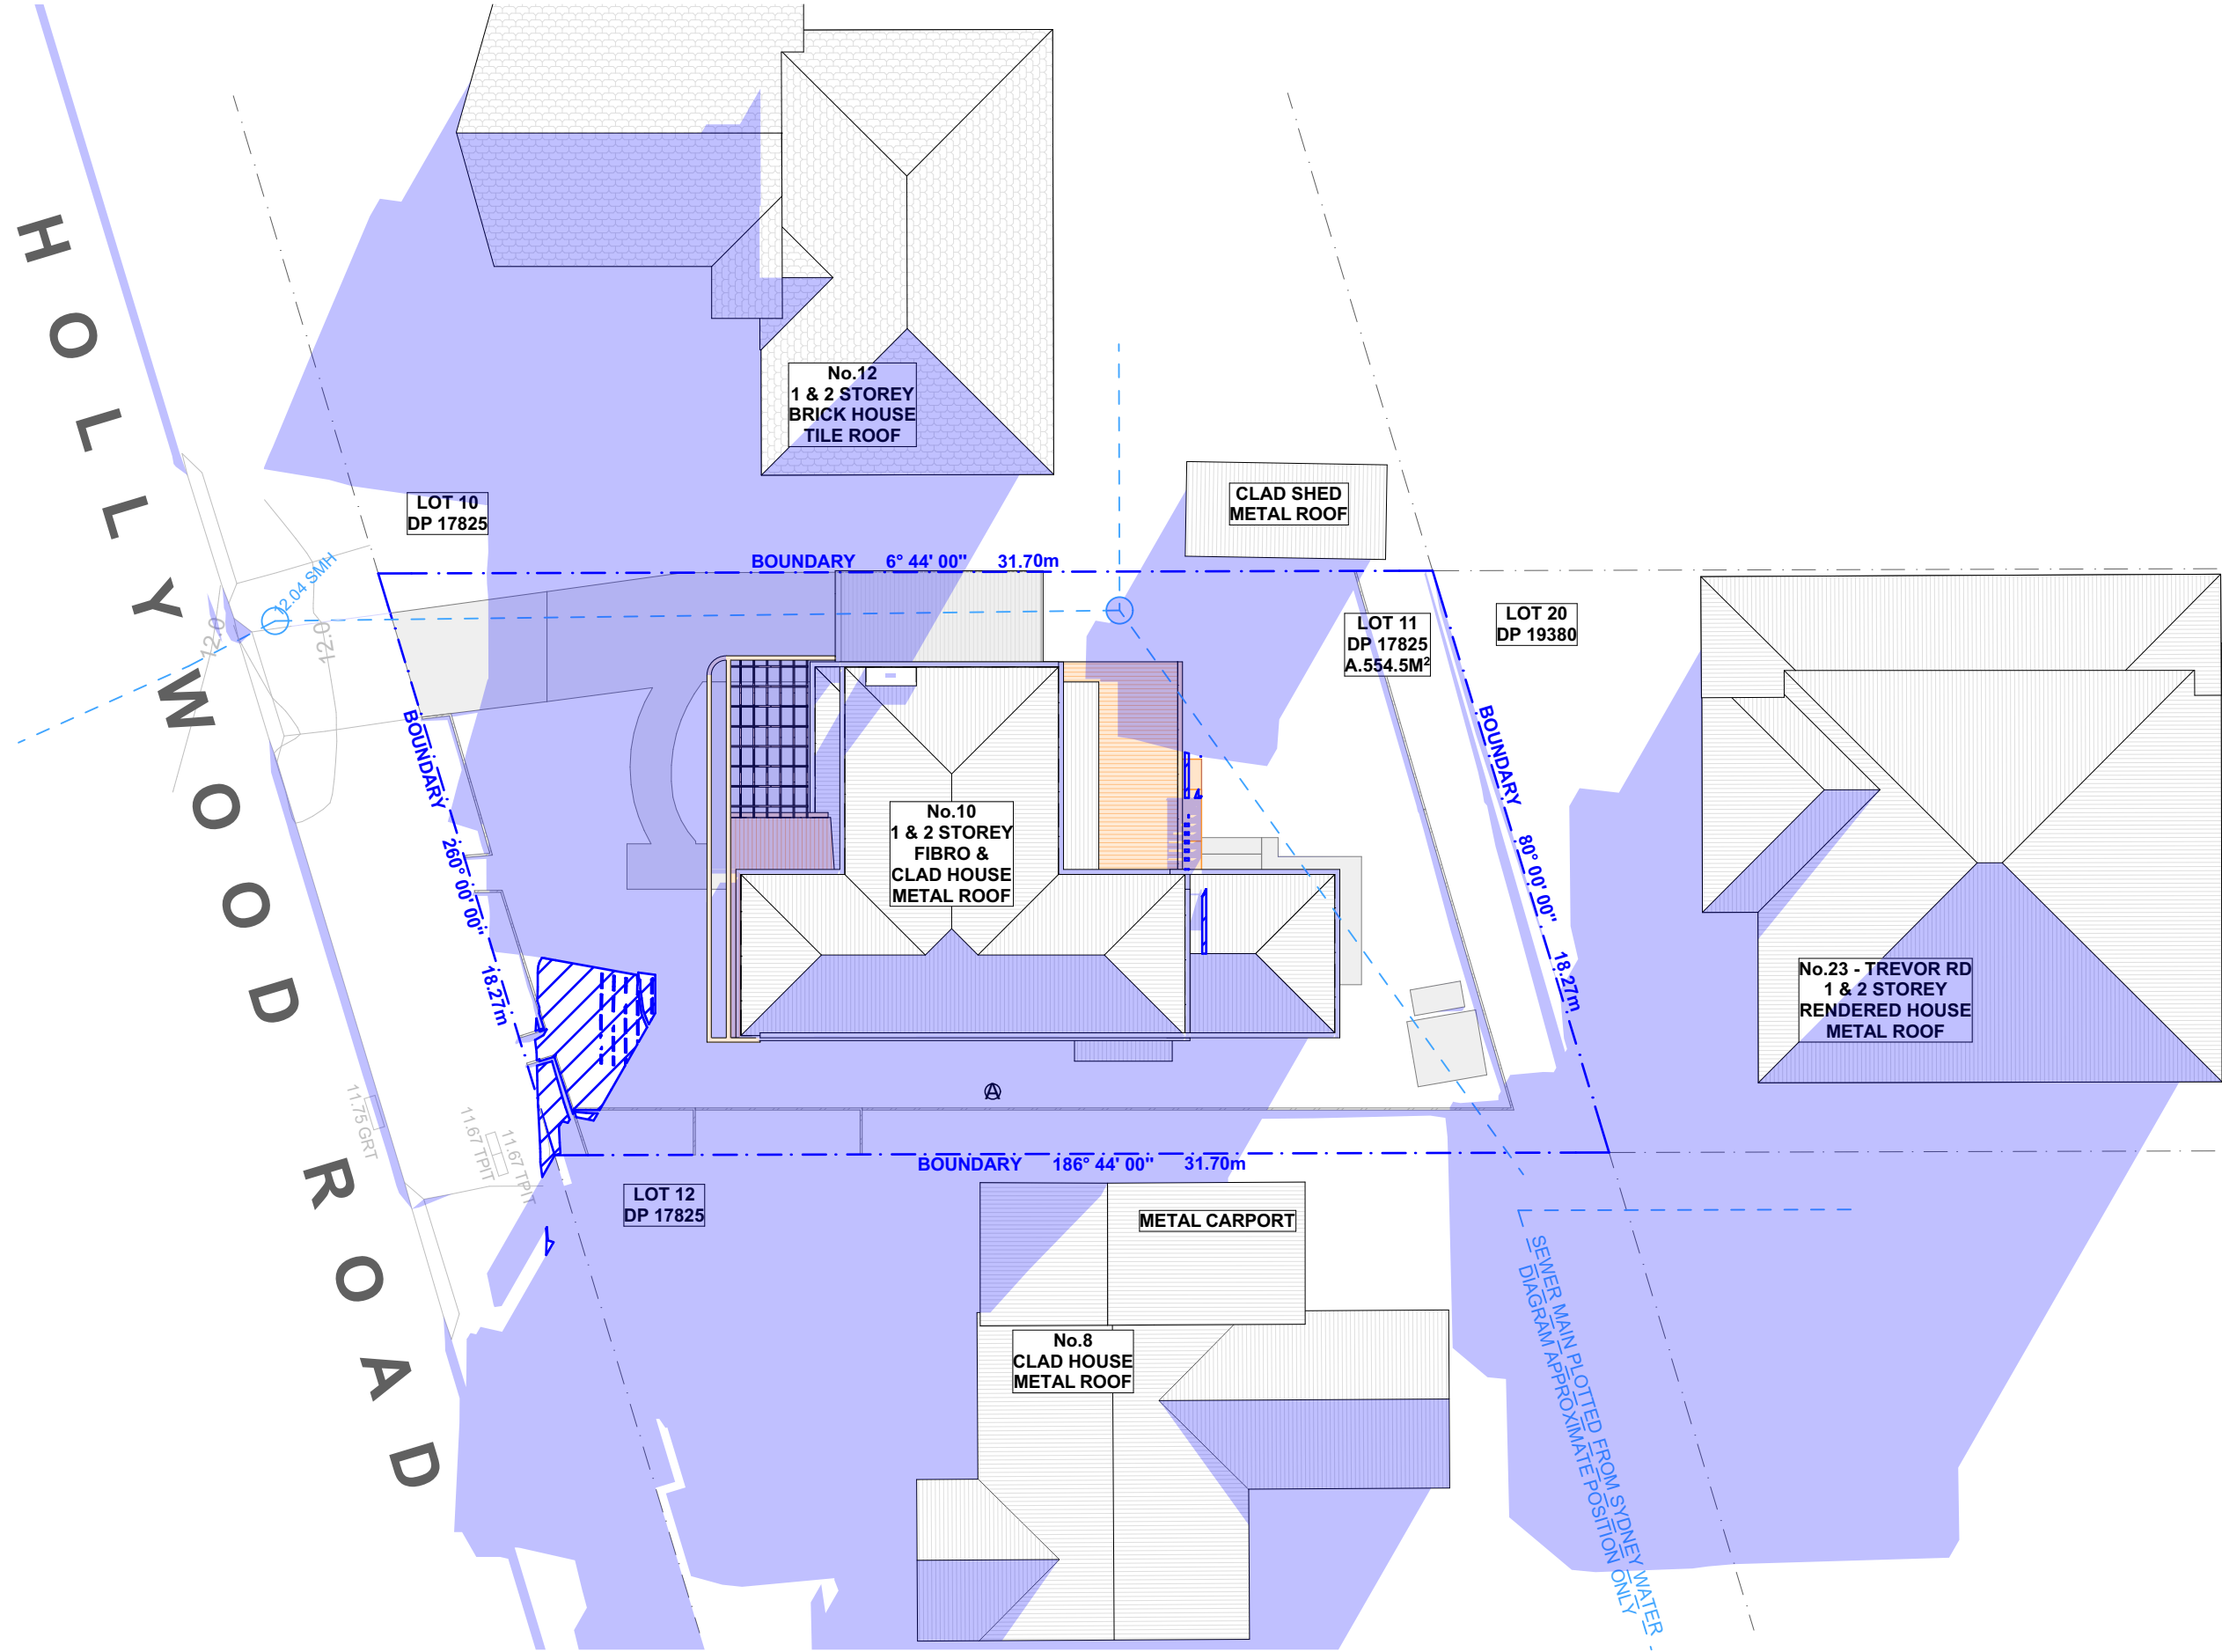 HOLLYWOOD ROAD
No.12
1 & 2 STOREY
BRICK HOUSE
TILE ROOF
LOT 10
DP 17825
CLAD SHED
METAL ROOF
BOUNDARY 6° 44' 00" 31.70m
12.04 SMH
12.0
12.0
LOT 11
DP 17825
A.554.5M²
LOT 20
DP 19380
BOUNDARY 260° 00' 00" 18.27m
BOUNDARY 80° 00' 00" 18.27m
No.10
1 & 2 STOREY
FIBRO &
CLAD HOUSE
METAL ROOF
No.23 - TREVOR RD
1 & 2 STOREY
RENDERED HOUSE
METAL ROOF
A
11.75 GRT
11.67 TPIT
11.67 TPIT
BOUNDARY 186° 44' 00" 31.70m
LOT 12
DP 17825
METAL CARPORT
No.8
CLAD HOUSE
METAL ROOF
SEWER MAIN PLOTTED FROM SYDNEY WATER
DIAGRAM APPROXIMATE POSITION ONLY